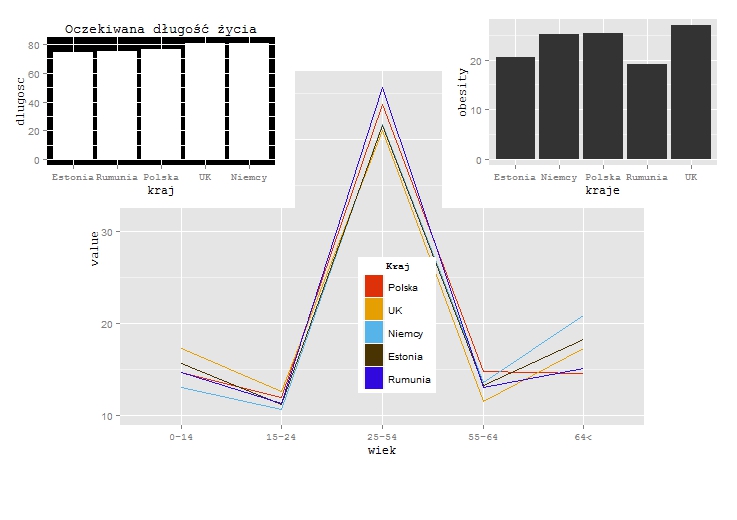 Oczekiwana długość życia
dlugosc
80
60
40
20
0
Estonia Rumunia Polska UK Niemcy
kraj
obesity
20
10
0
Estonia Niemcy Polska Rumunia UK
kraje
value
30
20
10
Kraj
Polska
UK
Niemcy
Estonia
Rumunia
0-14 15-24 25-54 55-64 64<
wiek